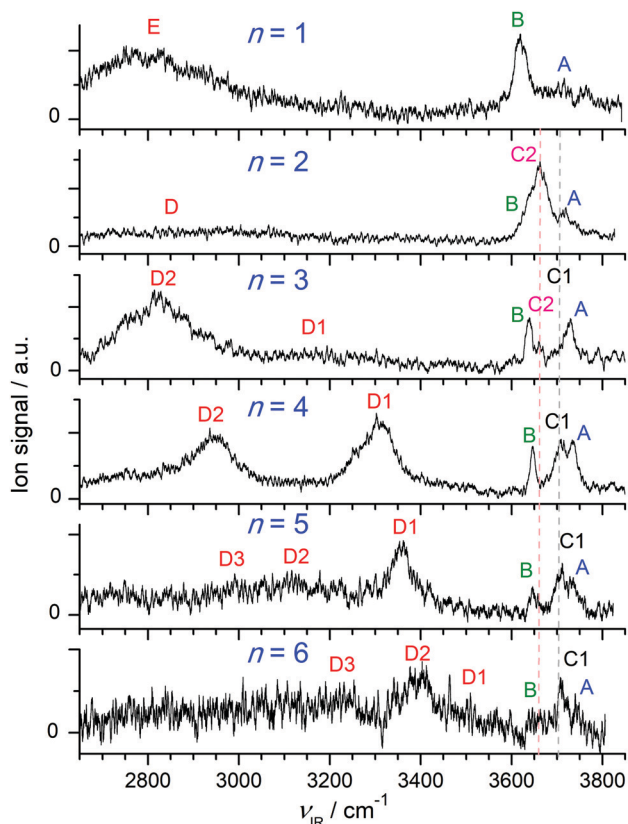 E
n = 1
B
A
0
n = 2
C2
D
B
A
0
n = 3
C1
D2
D1
B
C2
A
0
n = 4
D1
D2
B
C1
A
0
n = 5
D1
D3
D2
B
C1
A
0
n = 6
D3
D2
D1
B
C1
A
0
Ion signal / a.u.
2800 3000 3200 3400 3600 3800
νIR / cm-1